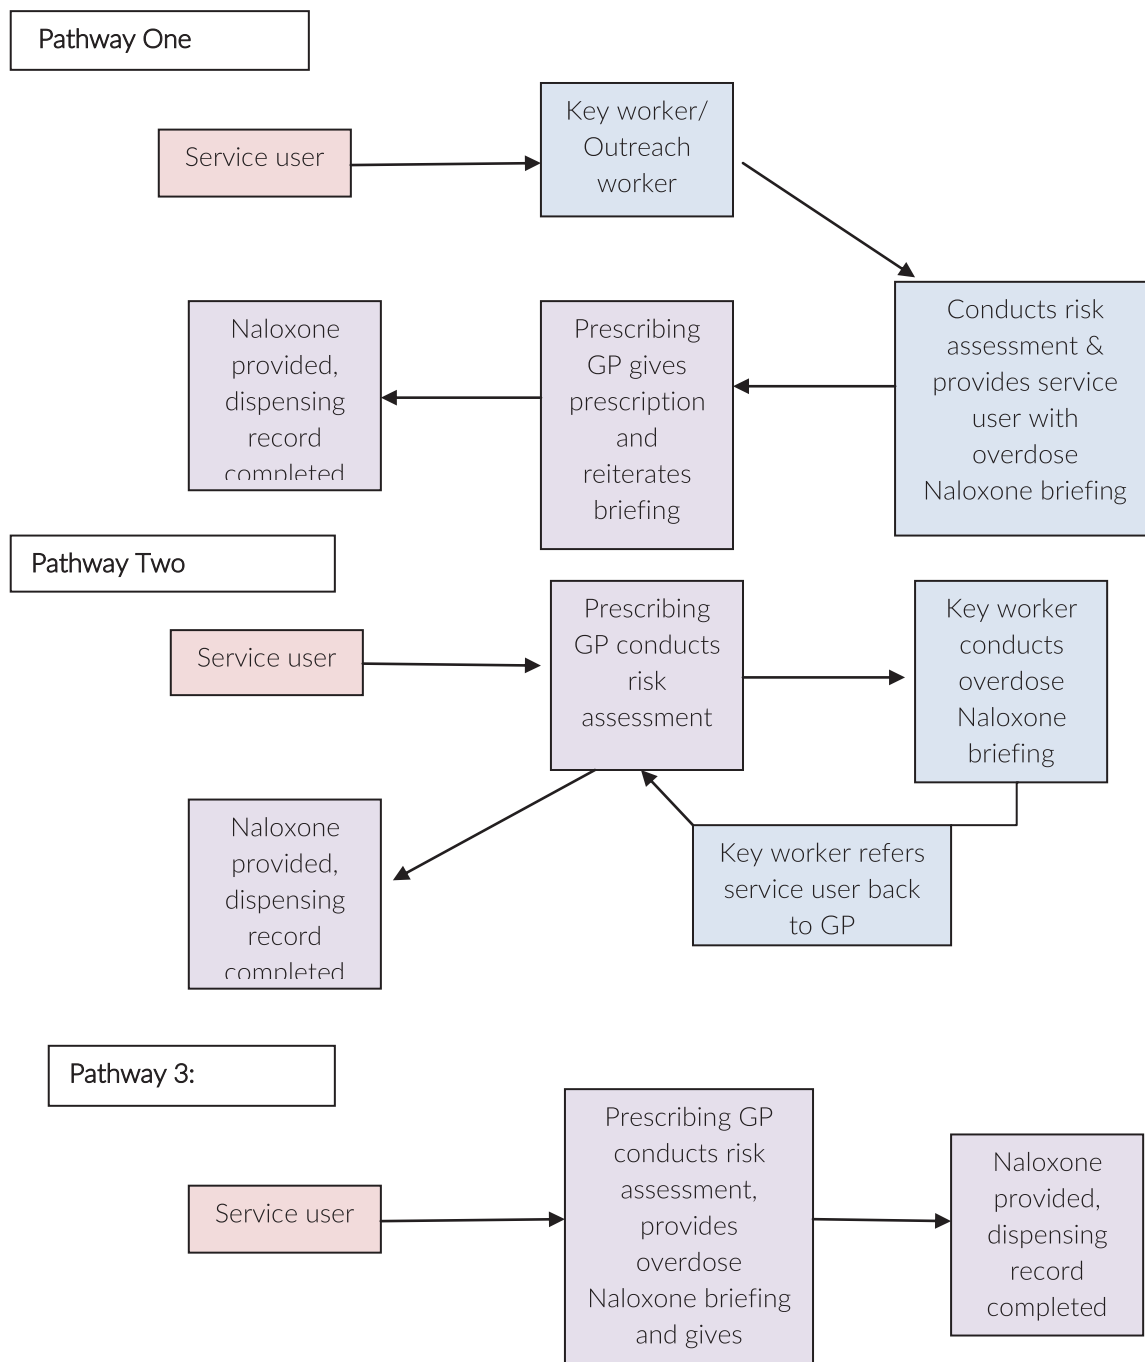 Pathway One
Service user
Key worker/
Outreach
worker
Conducts risk
assessment &
provides service
user with
overdose
Naloxone briefing
Prescribing
GP gives
prescription
and
reiterates
briefing
Naloxone
provided,
dispensing
record
completed
Pathway Two
Service user
Prescribing
GP conducts
risk
assessment
Key worker
conducts
overdose
Naloxone
briefing
Key worker refers
service user back
to GP
Naloxone
provided,
dispensing
record
completed
Pathway 3:
Service user
Prescribing GP
conducts risk
assessment,
provides
overdose
Naloxone briefing
and gives
Naloxone
provided,
dispensing
record
completed